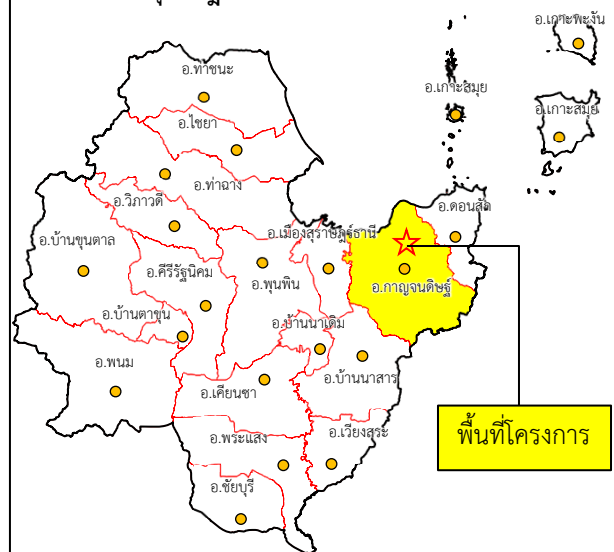 อ.เกาะพะงัน
อ.ท่าชนะ
อ.เกาะสมุย
อ.เกาะสมุย
อ.ไชยา
อ.ท่าฉาง
อ.วิภาวดี
อ.ดอนสัก
อ.บ้านขุนตาล
อ.เมืองสุราษฎร์ธานี
อ.คีรีรัฐนิคม
อ.พุนพิน
อ.กาญจนดิษฐ์
อ.บ้านตาขุน
อ.บ้านนาเดิม
อ.พนม
อ.บ้านนาสาร
อ.เคียนซา
อ.พระแสง
อ.เวียงสระ
พื้นที่โครงการ
อ.ชัยบุรี